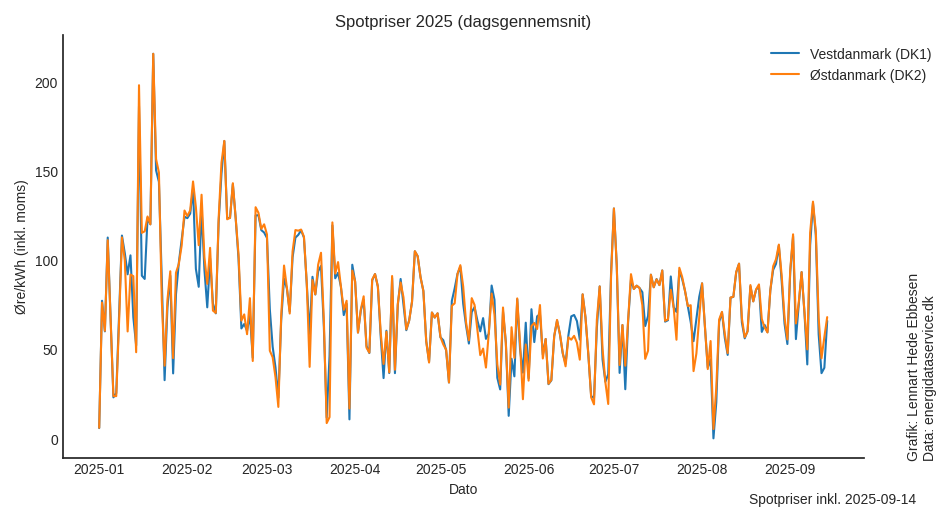 Spotpriser 2025 (dagsgennemsnit)
Vestdanmark (DK1)
Østdanmark (DK2)
Øre/kWh (inkl. moms)
200
150
100
50
0
2025-01
2025-02
2025-03
2025-04
2025-05
2025-06
2025-07
2025-08
2025-09
Dato
Grafik: Lennart Hede Ebbesen
Data: energidataservice.dk
Spotpriser inkl. 2025-09-14